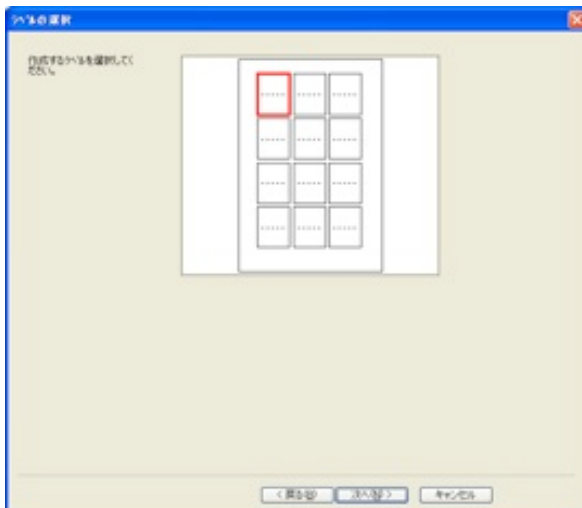 ラベルの選択
作成するラベルを選択してく
ださい。
< 戻る(B)
次へ(N) >
キャンセル